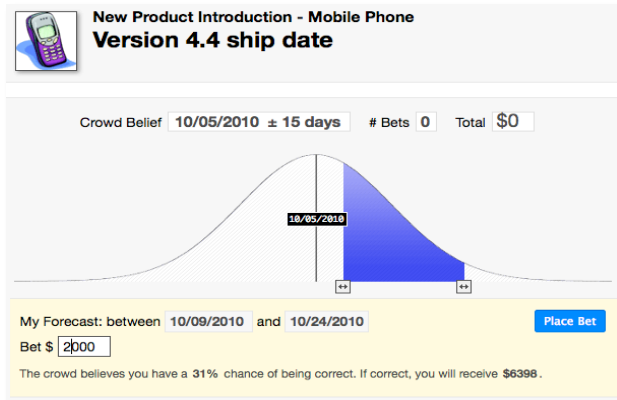 New Product Introduction - Mobile Phone
Version 4.4 ship date
Crowd Belief 10/05/2010 ± 15 days # Bets 0 Total $0
10/05/2010
My Forecast: between 10/09/2010 and 10/24/2010 Place Bet
Bet $ 2000
The crowd believes you have a 31% chance of being correct. If correct, you will receive $6398.